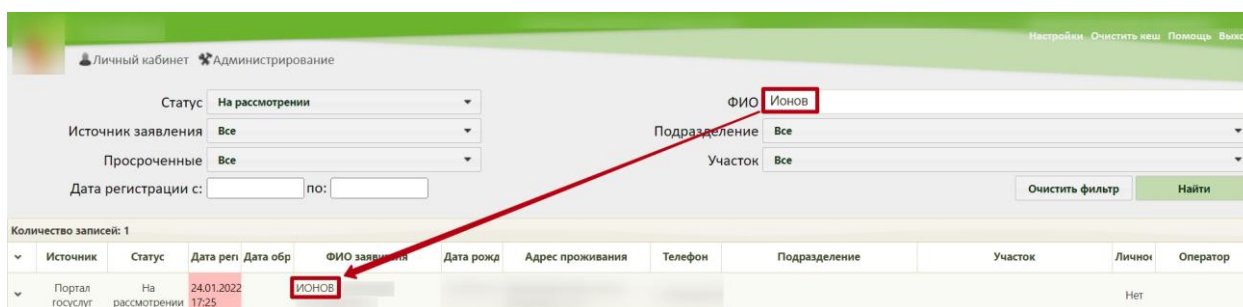 Настройки Очистить кеш Помощь Выхо
Личный кабинет Администрирование
Статус На рассмотрении ФИО Ионов
Источник заявления Все Подразделение Все
Просроченные Все Участок Все
Дата регистрации с: по: Очистить фильтр Найти
Количество записей: 1
Источник Статус Дата реги Дата обр ФИО заявителя Дата рожд Адрес проживания Телефон Подразделение Участок Личное Оператор
Портал госуслуг На рассмотрении 24.01.2022 17:25 ИОНОВ Нет